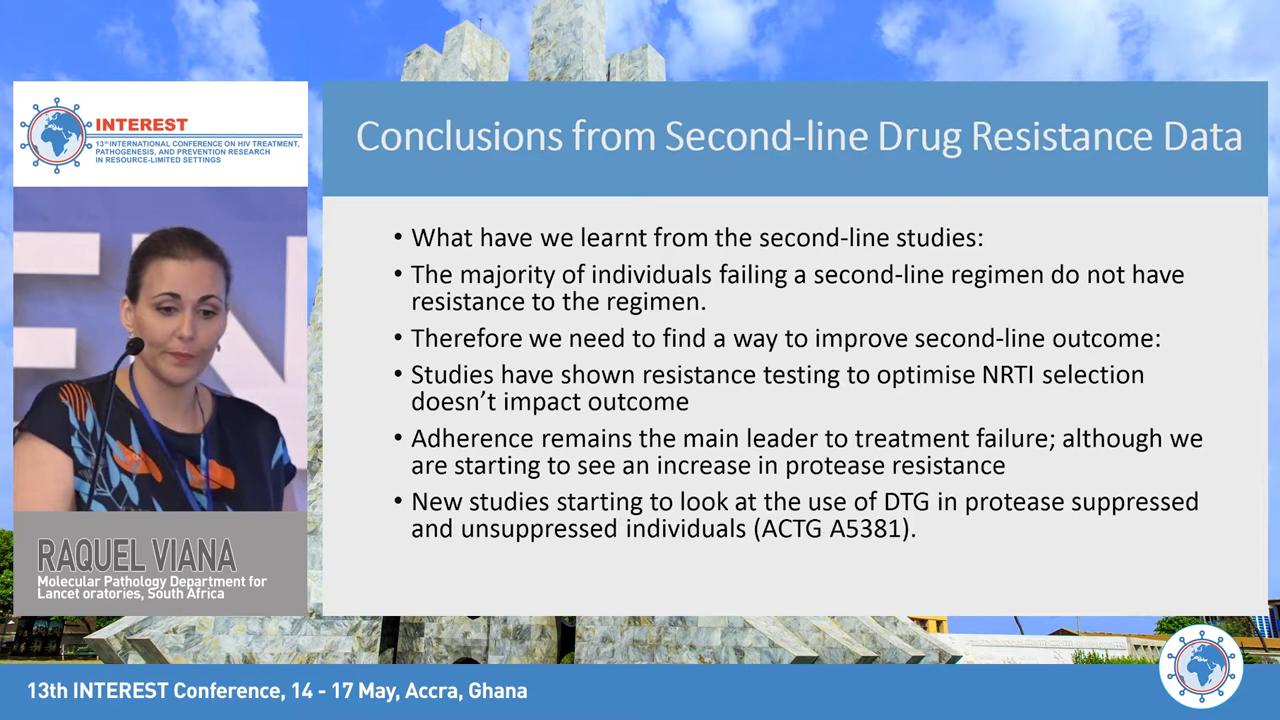 INTEREST
13th INTERNATIONAL CONFERENCE ON HIV TREATMENT,
PATHOGENESIS, AND PREVENTION RESEARCH
IN RESOURCE-LIMITED SETTINGS
RAQUEL VIANA
Molecular Pathology Department for
Lancet oratories, South Africa
Conclusions from Second-line Drug Resistance Data
• What have we learnt from the second-line studies:
• The majority of individuals failing a second-line regimen do not have
resistance to the regimen.
• Therefore we need to find a way to improve second-line outcome:
• Studies have shown resistance testing to optimise NRTI selection
doesn't impact outcome
• Adherence remains the main leader to treatment failure; although we
are starting to see an increase in protease resistance
• New studies starting to look at the use of DTG in protease suppressed
and unsuppressed individuals (ACTG A5381).
13th INTEREST Conference, 14 - 17 May, Accra, Ghana